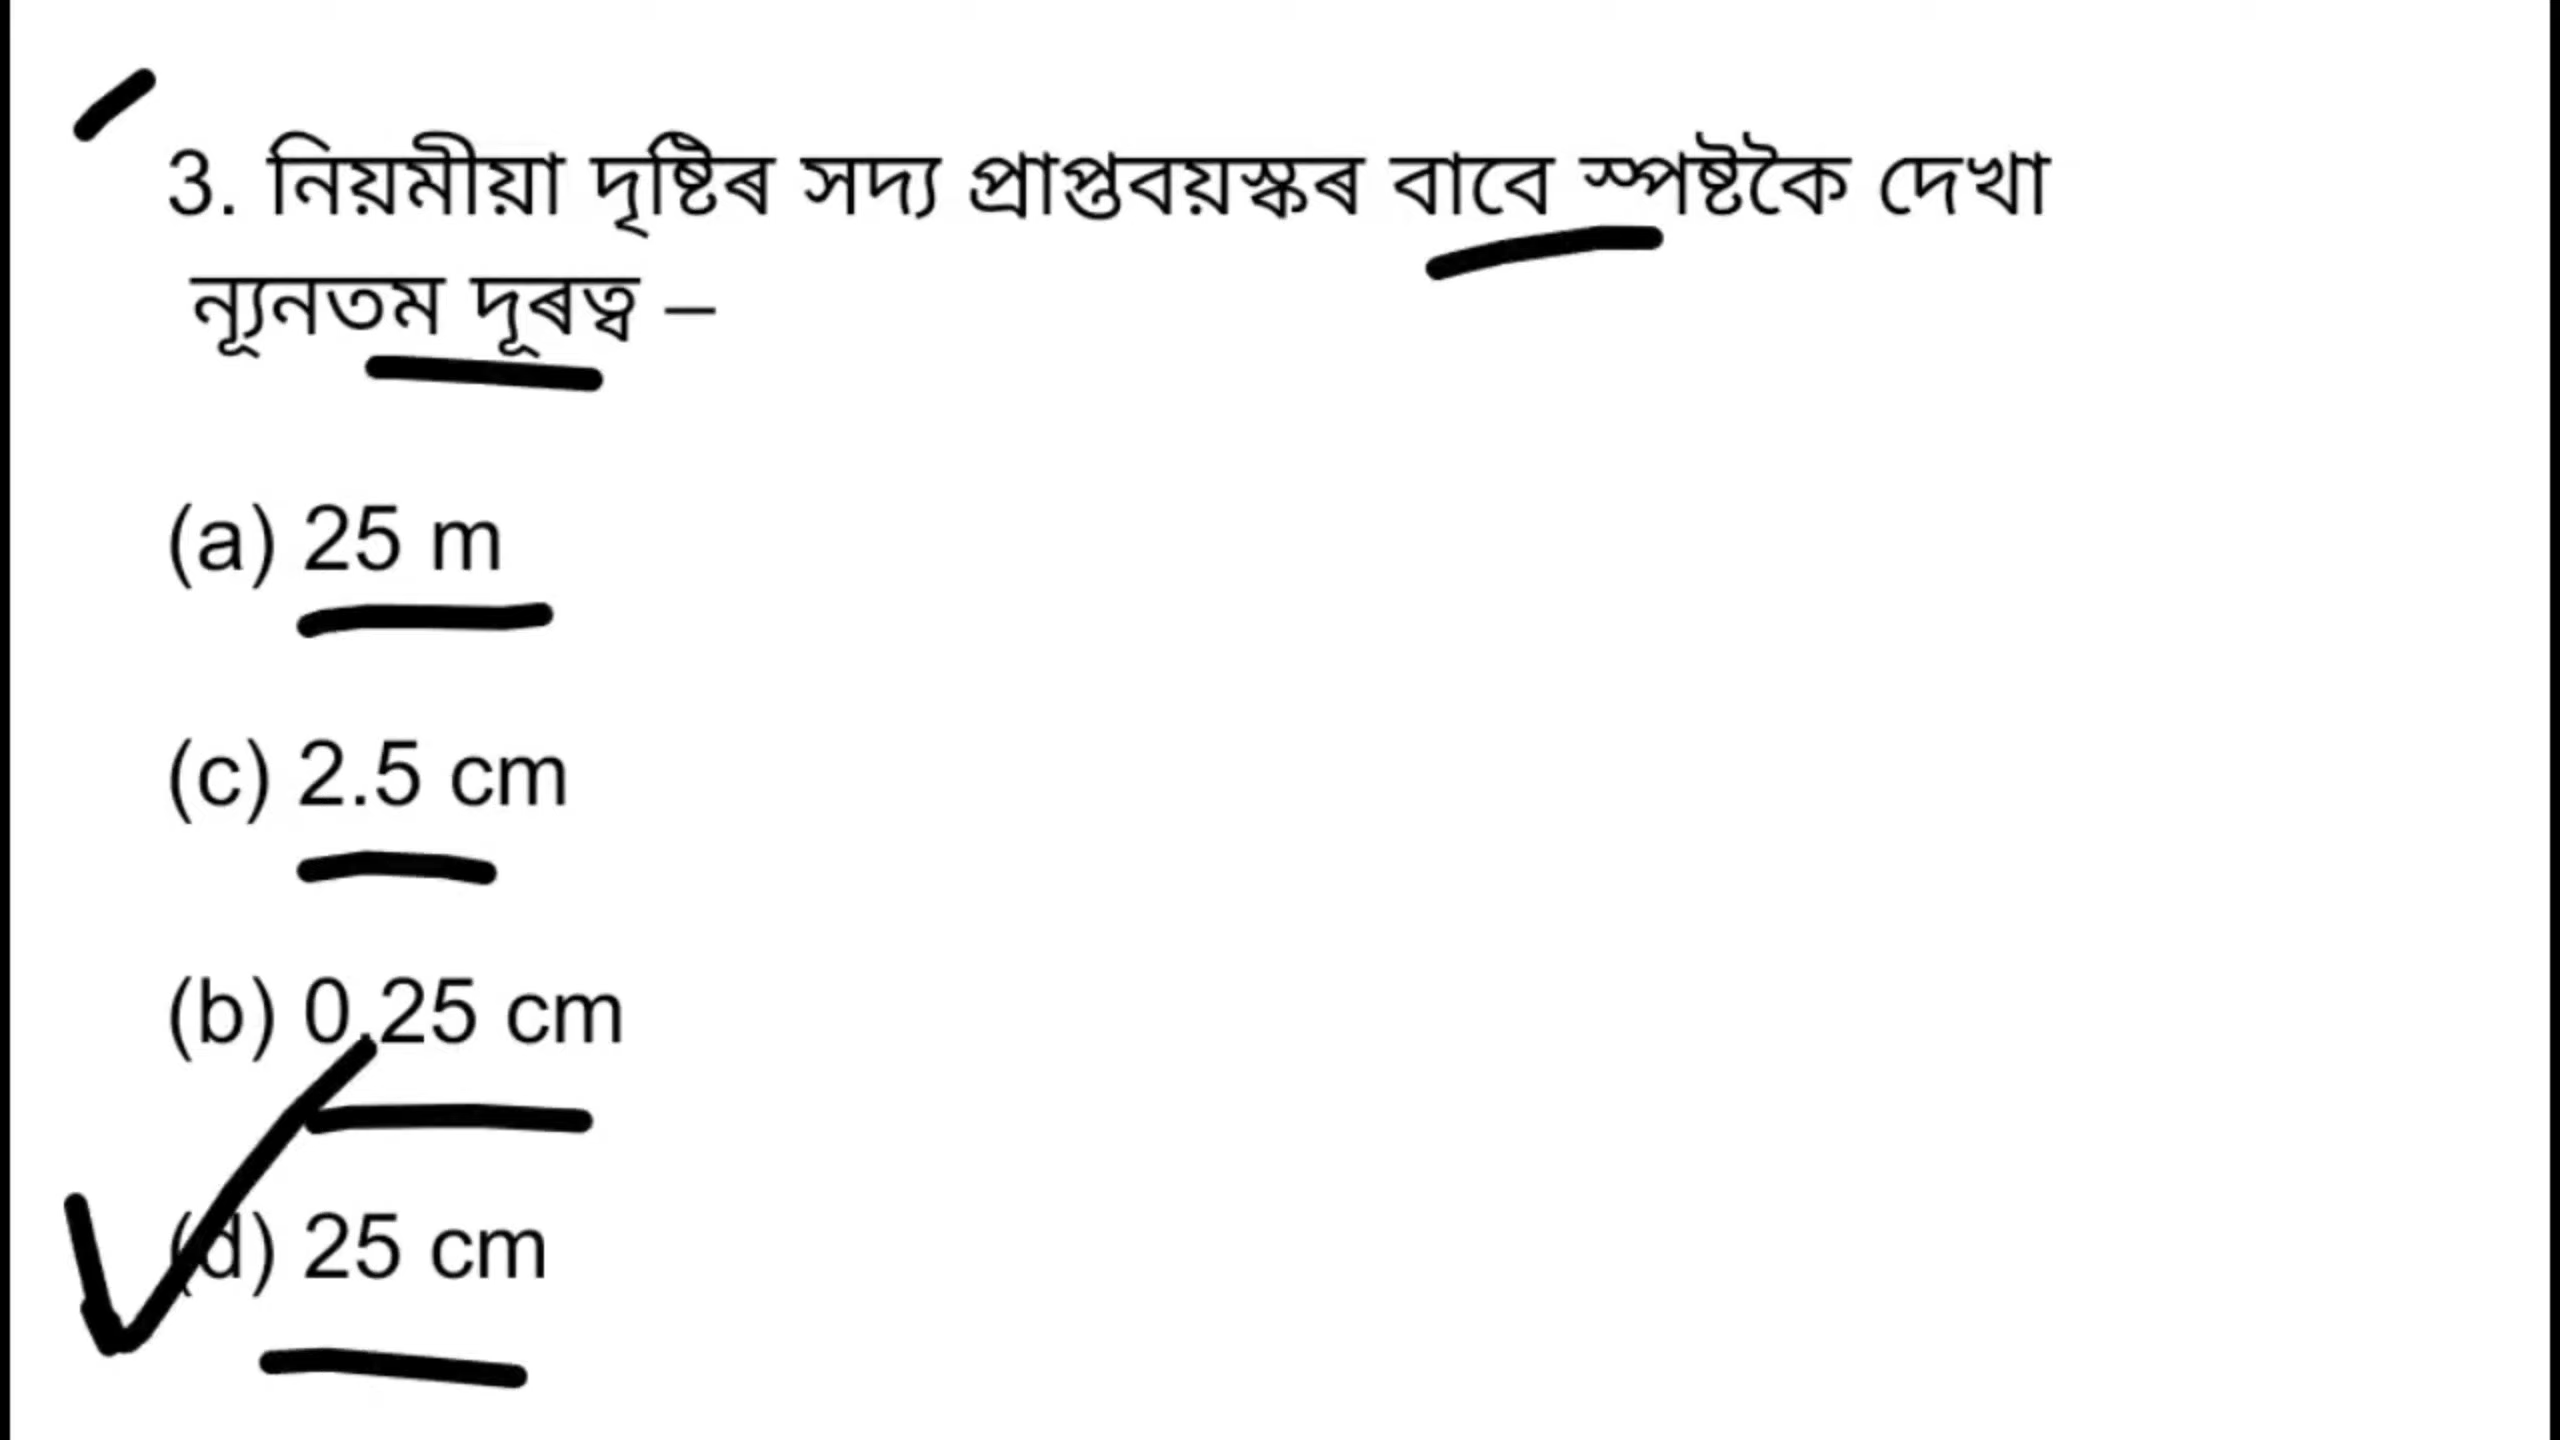 3. নিয়মীয়া দৃষ্টিৰ সদ্য প্ৰাপ্তবয়স্কৰ বাবে স্পষ্টকৈ দেখা
ন্যূনতম দূৰত্ব –
(a) 25 m
(c) 2.5 cm
(b) 0.25 cm
(d) 25 cm